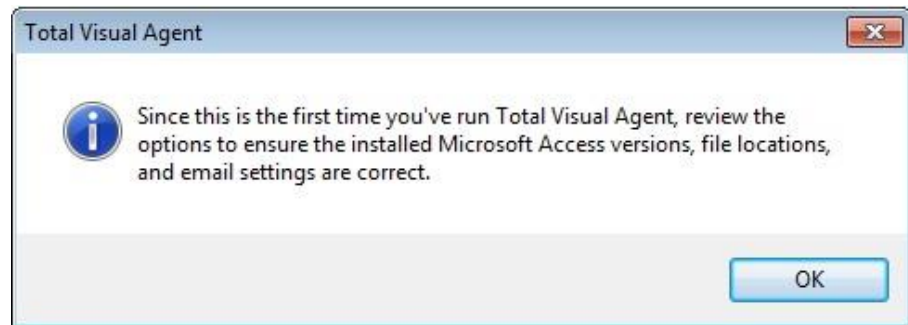 Total Visual Agent
Since this is the first time you've run Total Visual Agent, review the
options to ensure the installed Microsoft Access versions, file locations,
and email settings are correct.
OK